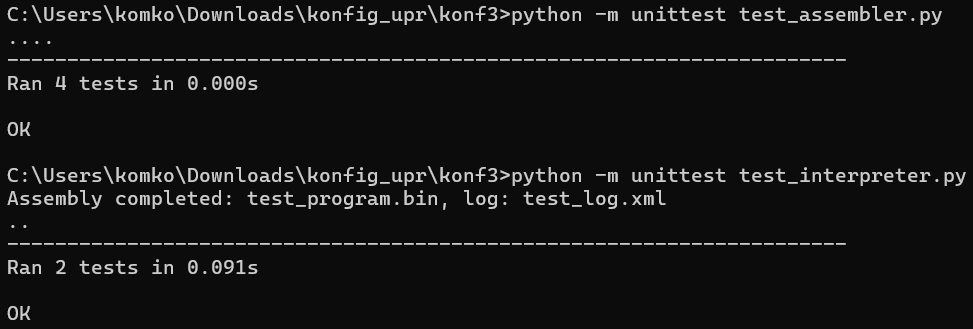 C:\Users\komko\Downloads\konfig_upr\konf3>python -m unittest test_assembler.py
....
----------------------------------------------------------------------
Ran 4 tests in 0.000s
OK
C:\Users\komko\Downloads\konfig_upr\konf3>python -m unittest test_interpreter.py
Assembly completed: test_program.bin, log: test_log.xml
..
----------------------------------------------------------------------
Ran 2 tests in 0.091s
OK